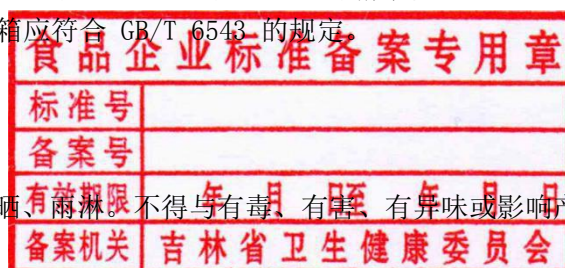 箱应符合 GB/T 6543 的规定。
食品企业标准备案专用章
标准号
备案号
有效期限 年 月 日至 年 月 日
晒、雨淋。不得与有毒、有害、有异味或影响产
备案机关 吉林省卫生健康委员会